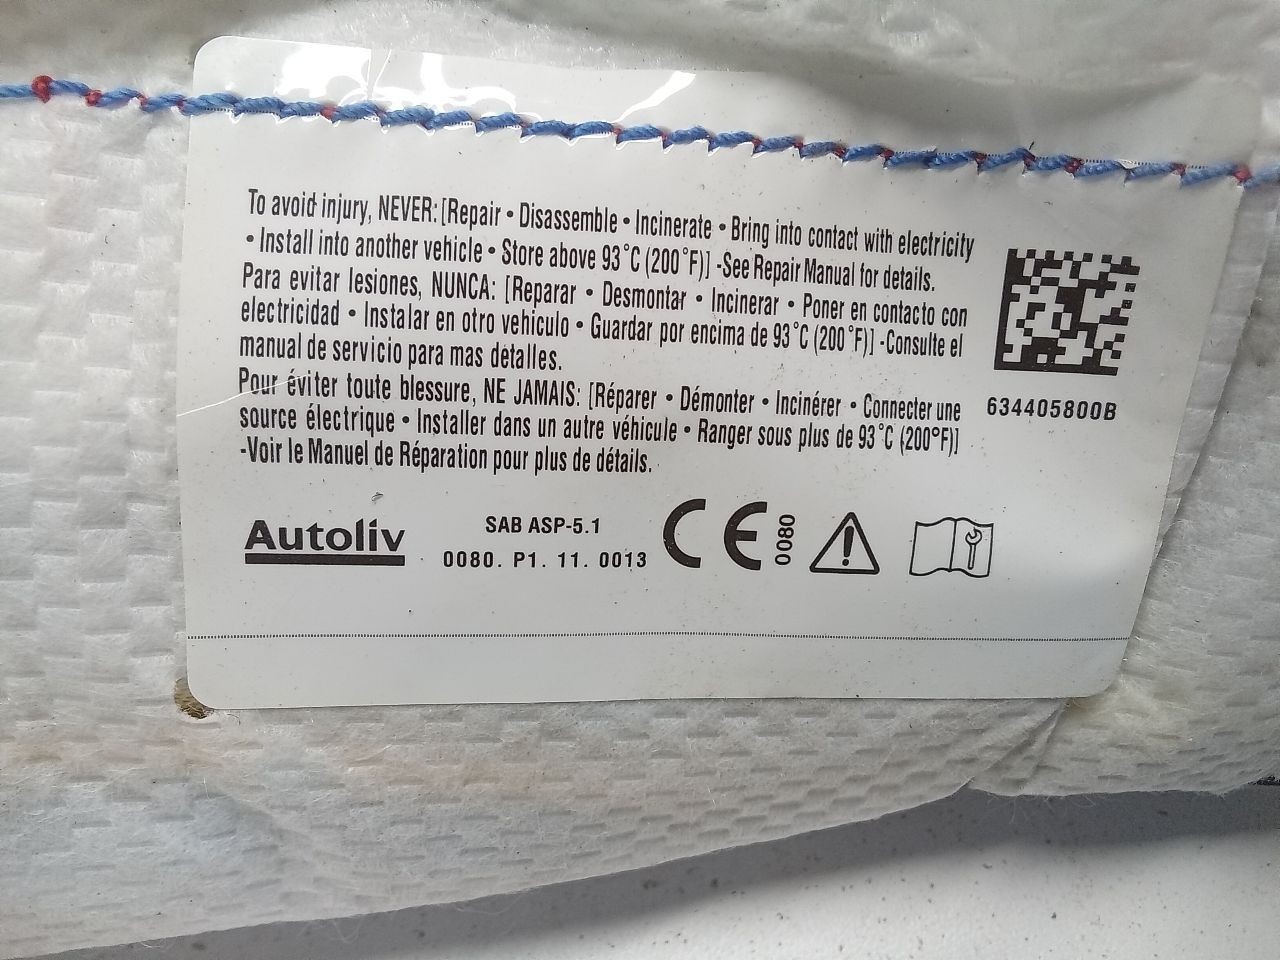 To avoid injury, NEVER: [Repair • Disassemble • Incinerate • Bring into contact with electricity
• Install into another vehicle • Store above 93°C (200°F)] -See Repair Manual for details.
Para evitar lesiones, NUNCA: [Reparar • Desmontar • Incinerar • Poner en contacto con
electricidad • Instalar en otro vehiculo • Guardar por encima de 93°C (200°F)] -Consulte el
manual de servicio para mas detalles.
Pour éviter toute blessure, NE JAMAIS: [Réparer • Démonter • Incinérer • Connecter une
source électrique • Installer dans un autre véhicule • Ranger sous plus de 93°C (200°F)]
-Voir le Manuel de Réparation pour plus de détails.
634405800B
Autoliv
SAB ASP-5.1
0080. P1. 11. 0013
CE 0080